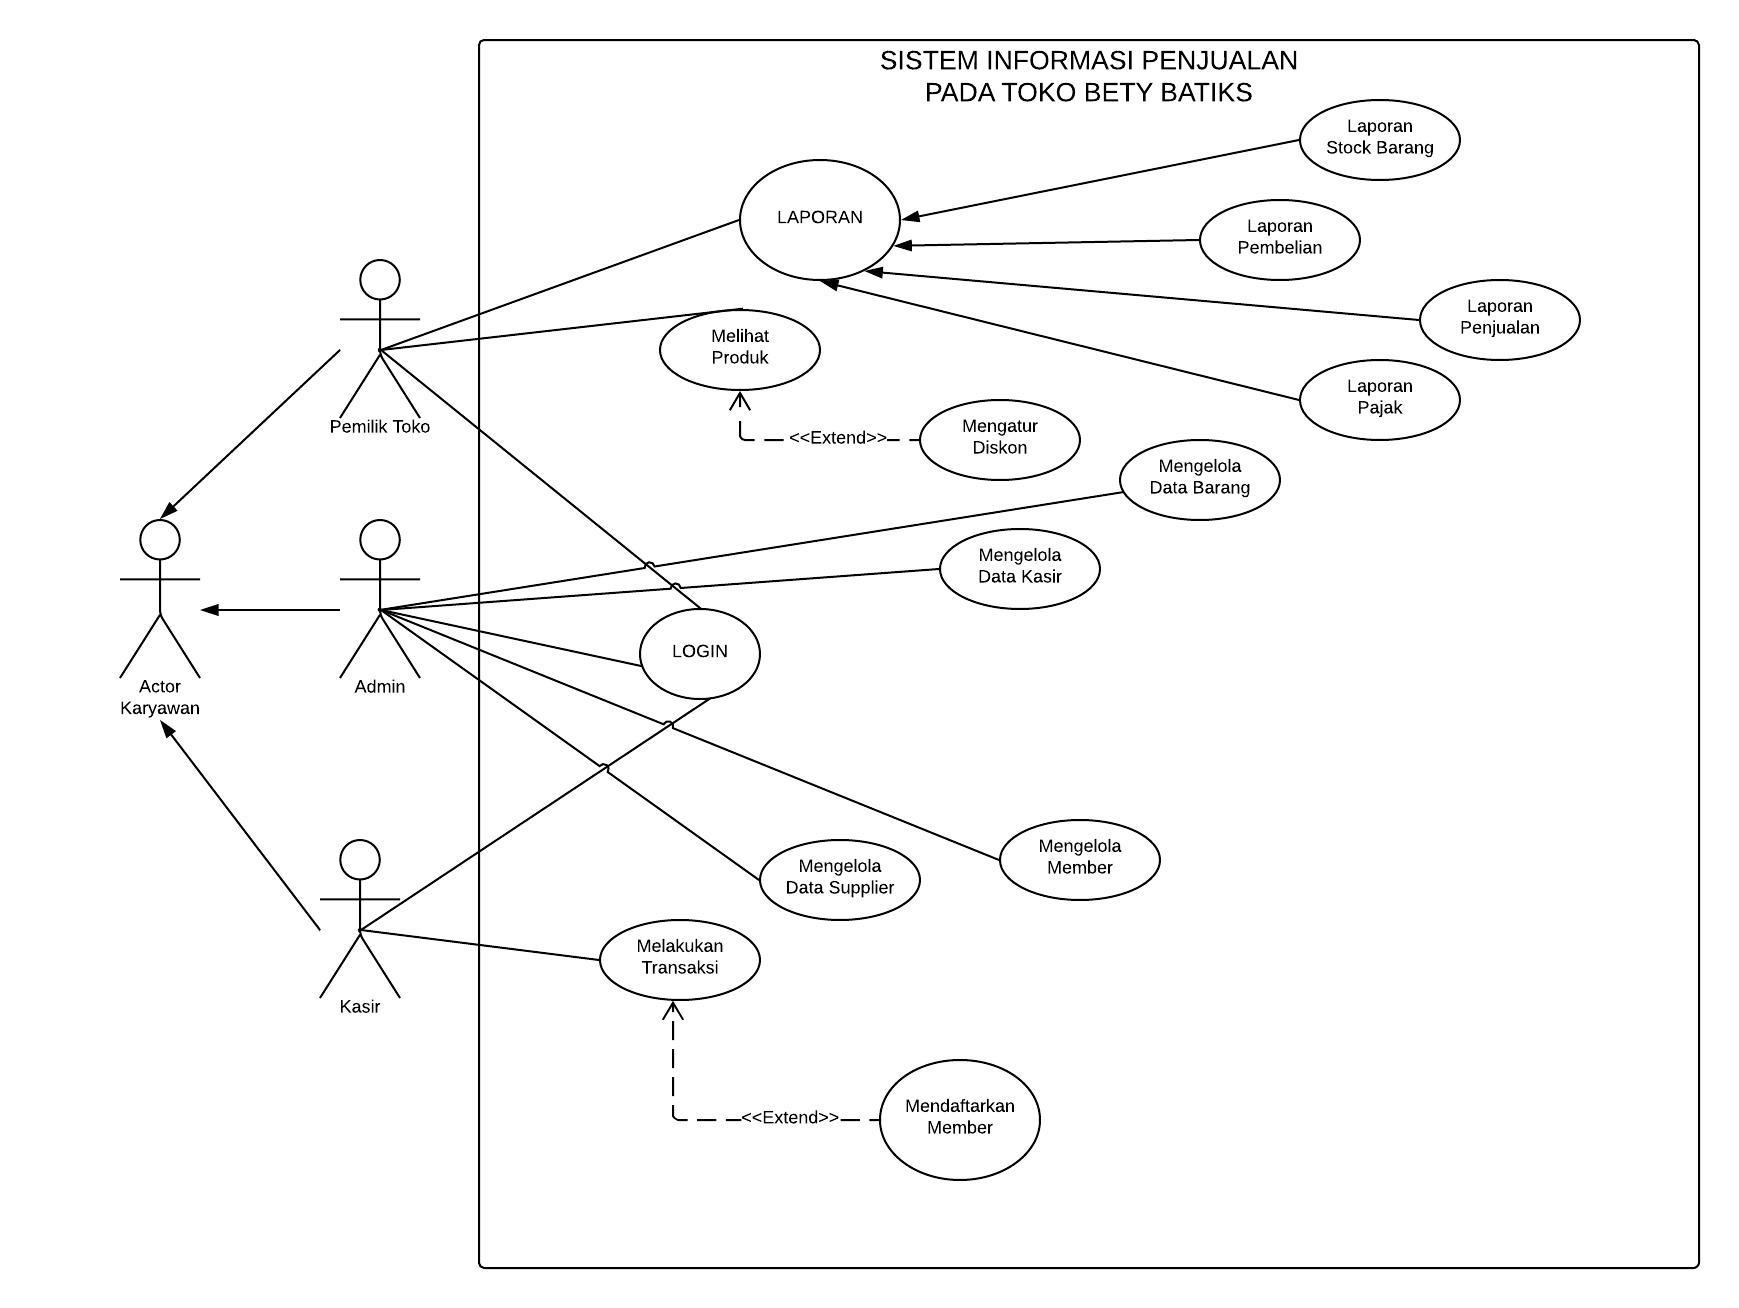 SISTEM INFORMASI PENJUALAN
PADA TOKO BETY BATIKS
Laporan
Stock Barang
LAPORAN
Laporan
Pembelian
Laporan
Penjualan
Melihat
Produk
Laporan
Pajak
Pemilik Toko
<<Extend>>
Mengatur
Diskon
Mengelola
Data Barang
Mengelola
Data Kasir
LOGIN
Actor
Karyawan
Admin
Mengelola
Member
Mengelola
Data Supplier
Melakukan
Transaksi
Kasir
<<Extend>>
Mendaftarkan
Member